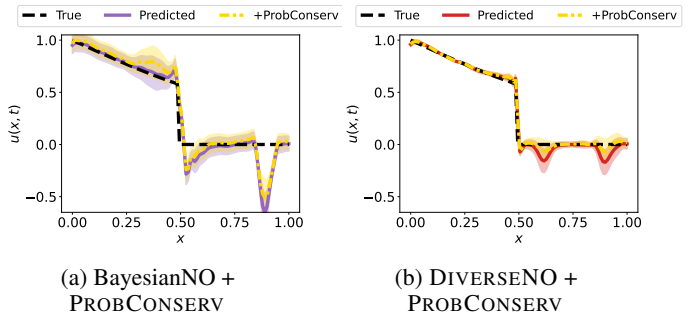 True Predicted +ProbConserv
u(x, t)
1.0
0.5
0.0
−0.5
0.00 0.25 0.50 0.75 1.00
x
(a) BayesianNO +
PROBCONSERV
True Predicted +ProbConserv
u(x, t)
1.0
0.5
0.0
−0.5
0.00 0.25 0.50 0.75 1.00
x
(b) DIVERSENO +
PROBCONSERV